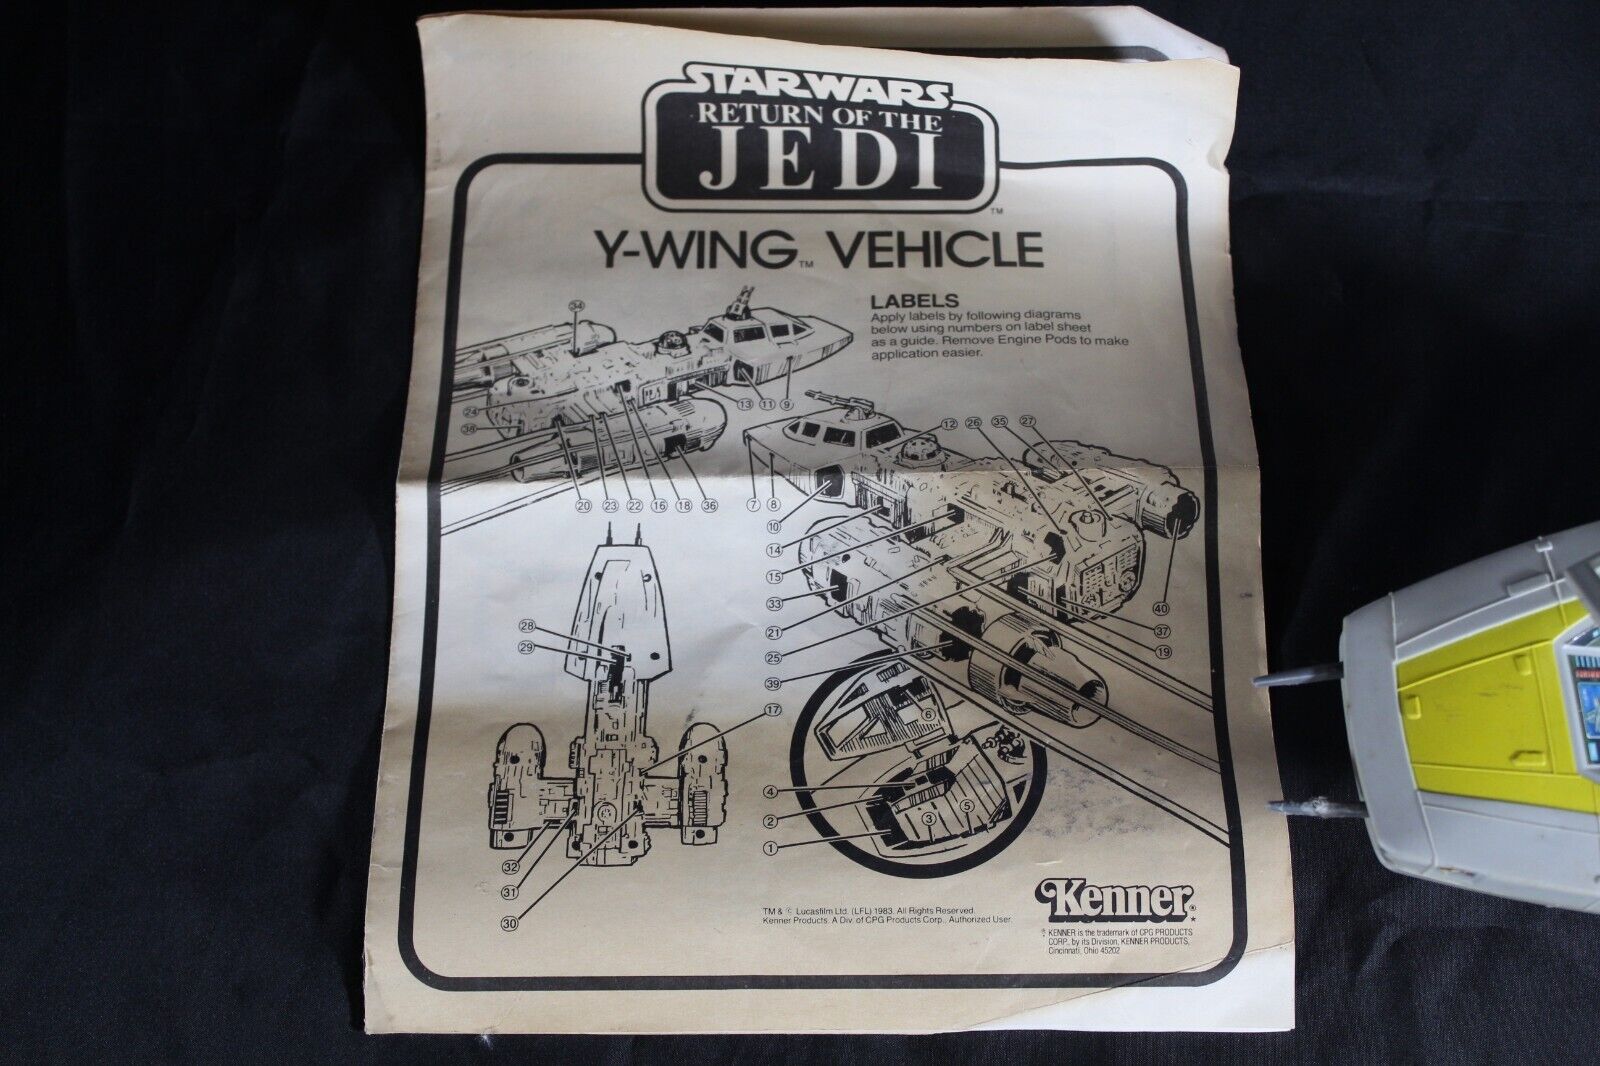 STAR WARS
RETURN OF THE
JEDI
TM
Y-WING TM VEHICLE
LABELS
Apply labels by following diagrams
below using numbers on label sheet
as a guide. Remove Engine Pods to make
application easier.
34
24
38
13 11 9
20 23 22 16 18 36
12 26 35 27
7 8
10
14
15
33
21
25
39
40
37
19
28
29
17
32
31
30
6
4
2
1
3
5
TM & © Lucasfilm Ltd. (LFL) 1983. All Rights Reserved.
Kenner Products. A Div. of CPG Products Corp., Authorized User.
Kenner®
KENNER is the trademark of CPG PRODUCTS
CORP., by its Division, KENNER PRODUCTS,
Cincinnati, Ohio 45202